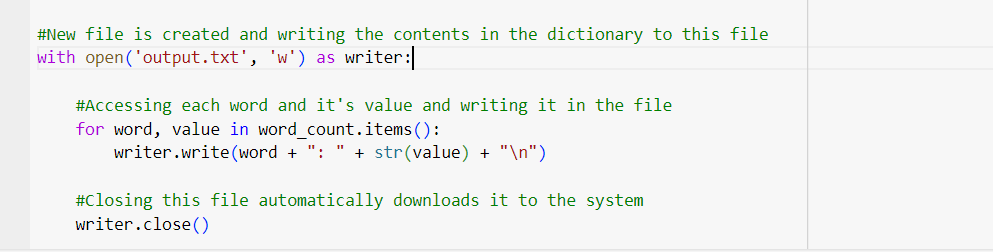 #New file is created and writing the contents in the dictionary to this file
with open('output.txt', 'w') as writer:
#Accessing each word and it's value and writing it in the file
for word, value in word_count.items():
writer.write(word + ": " + str(value) + "\n")
#Closing this file automatically downloads it to the system
writer.close()